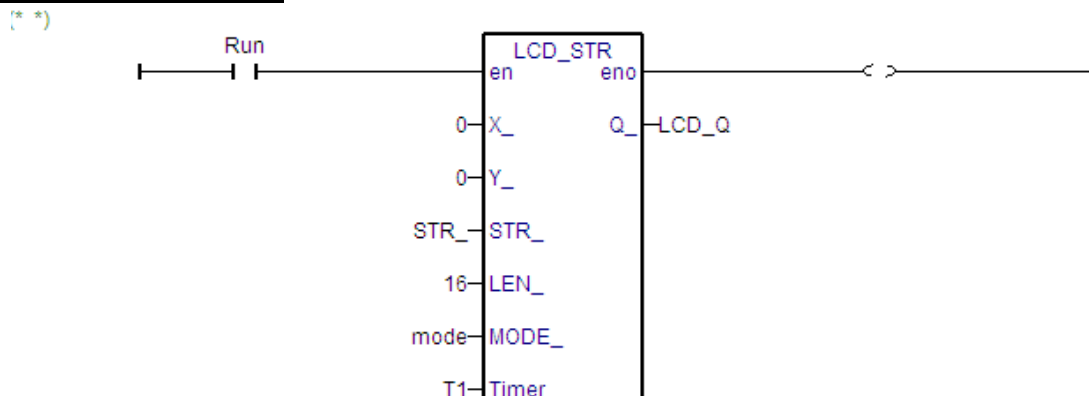 (* *)
Run
LCD_STR
en eno
0 X_ Q_ LCD_Q
0 Y_
STR_ STR_
16 LEN_
mode MODE_
T1 Timer